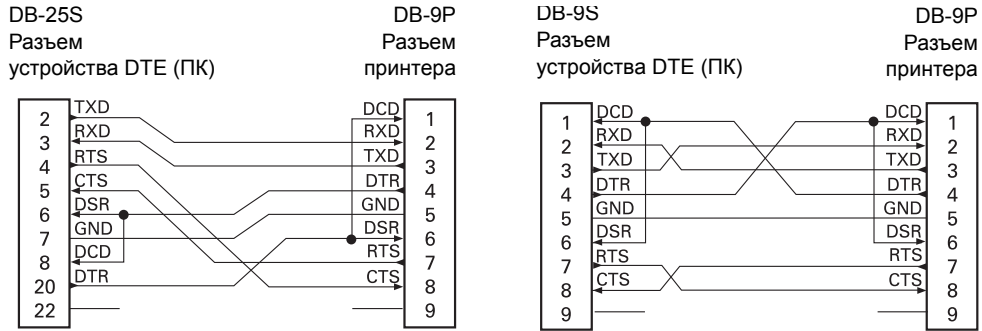 DB-25S
Разъем
устройства DTE (ПК)
DB-9P
Разъем
принтера
2 TXD
3 RXD
4 RTS
5 CTS
6 DSR
7 GND
8 DCD
20 DTR
22
DCD 1
RXD 2
TXD 3
DTR 4
GND 5
DSR 6
RTS 7
CTS 8
9
DB-9S
Разъем
устройства DTE (ПК)
DB-9P
Разъем
принтера
1 DCD
2 RXD
3 TXD
4 DTR
5 GND
6 DSR
7 RTS
8 CTS
9
DCD 1
RXD 2
TXD 3
DTR 4
GND 5
DSR 6
RTS 7
CTS 8
9